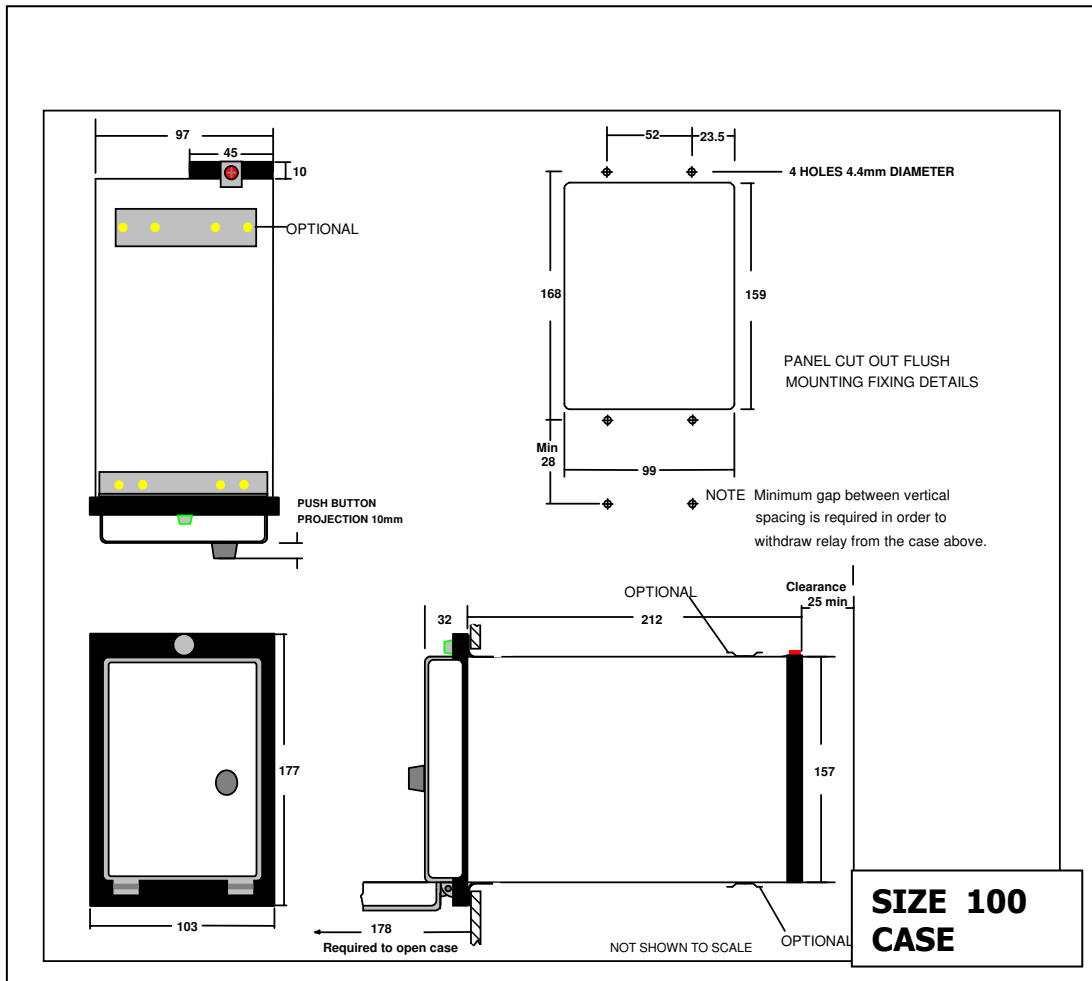 97
45
10
OPTIONAL
PUSH BUTTON
PROJECTION 10mm
52
23.5
4 HOLES 4.4mm DIAMETER
168
159
PANEL CUT OUT FLUSH
MOUNTING FIXING DETAILS
Min
28
99
NOTE Minimum gap between vertical
spacing is required in order to
withdraw relay from the case above.
177
103
OPTIONAL
Clearance
25 min
32
212
157
178
Required to open case
NOT SHOWN TO SCALE
OPTIONAL
SIZE 100
CASE